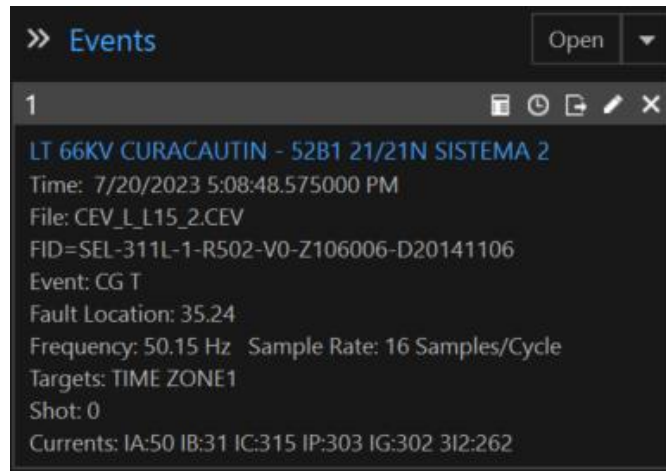 Events
Open
1
LT 66KV CURACAUTIN - 52B1 21/21N SISTEMA 2
Time: 7/20/2023 5:08:48.575000 PM
File: CEV_L_L15_2.CEV
FID=SEL-311L-1-R502-V0-Z106006-D20141106
Event: CG T
Fault Location: 35.24
Frequency: 50.15 Hz Sample Rate: 16 Samples/Cycle
Targets: TIME ZONE1
Shot: 0
Currents: IA:50 IB:31 IC:315 IP:303 IG:302 3I2:262